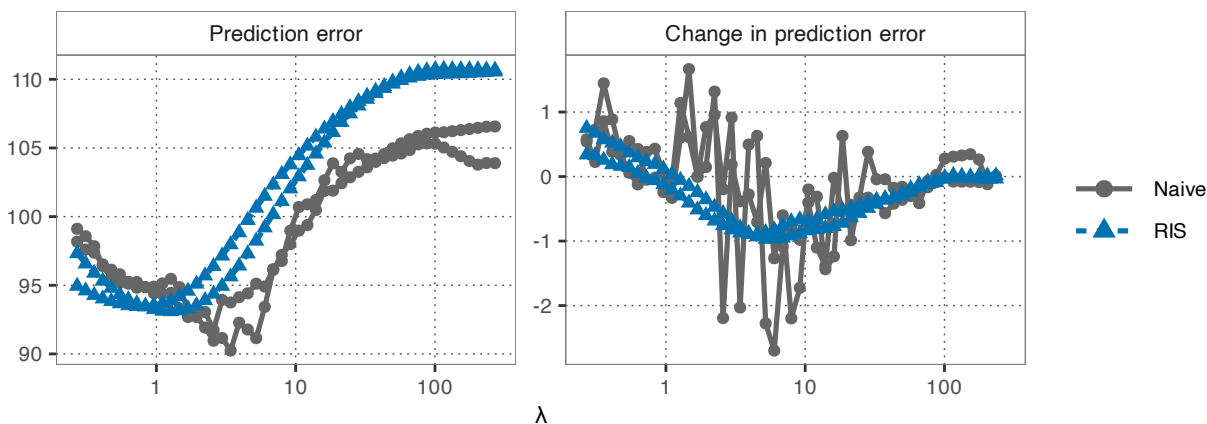 Prediction error
Change in prediction error
110
105
100
95
90
1
0
-1
-2
1 10 100
1 10 100
λ
Naive
RIS